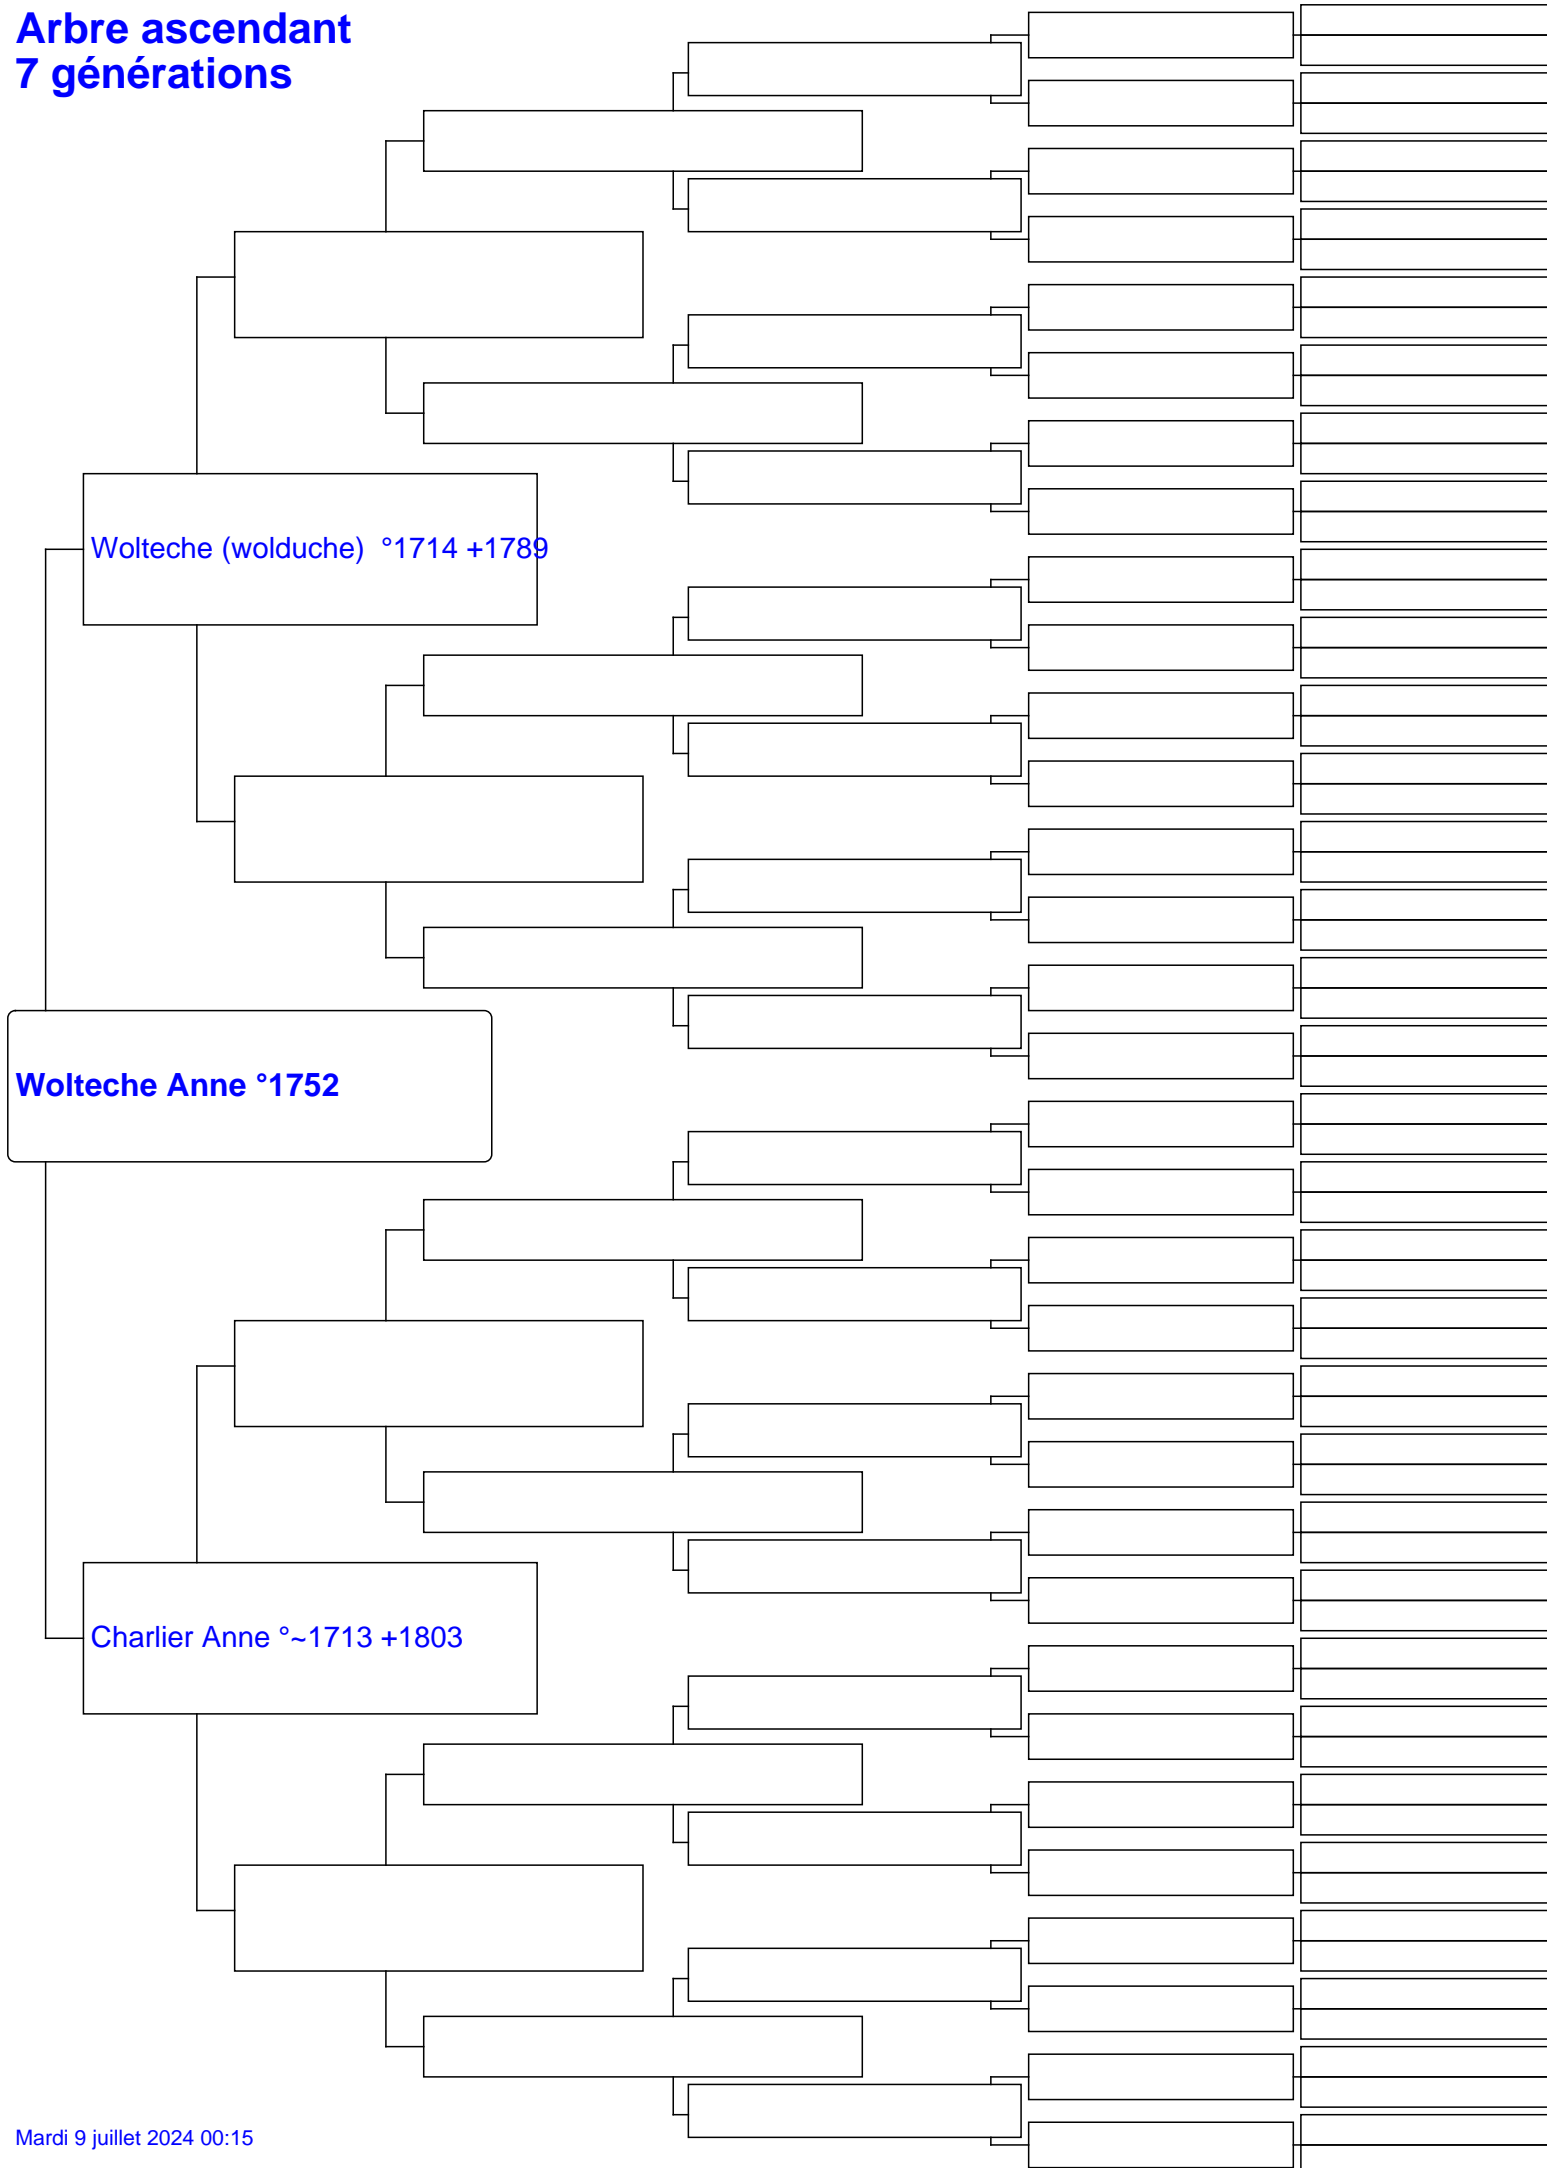 Arbre ascendant
7 générations
Wolteche (wolduche)  °1714 +1789
Wolteche Anne °1752
Charlier Anne °~1713 +1803
Mardi 9 juillet 2024 00:15